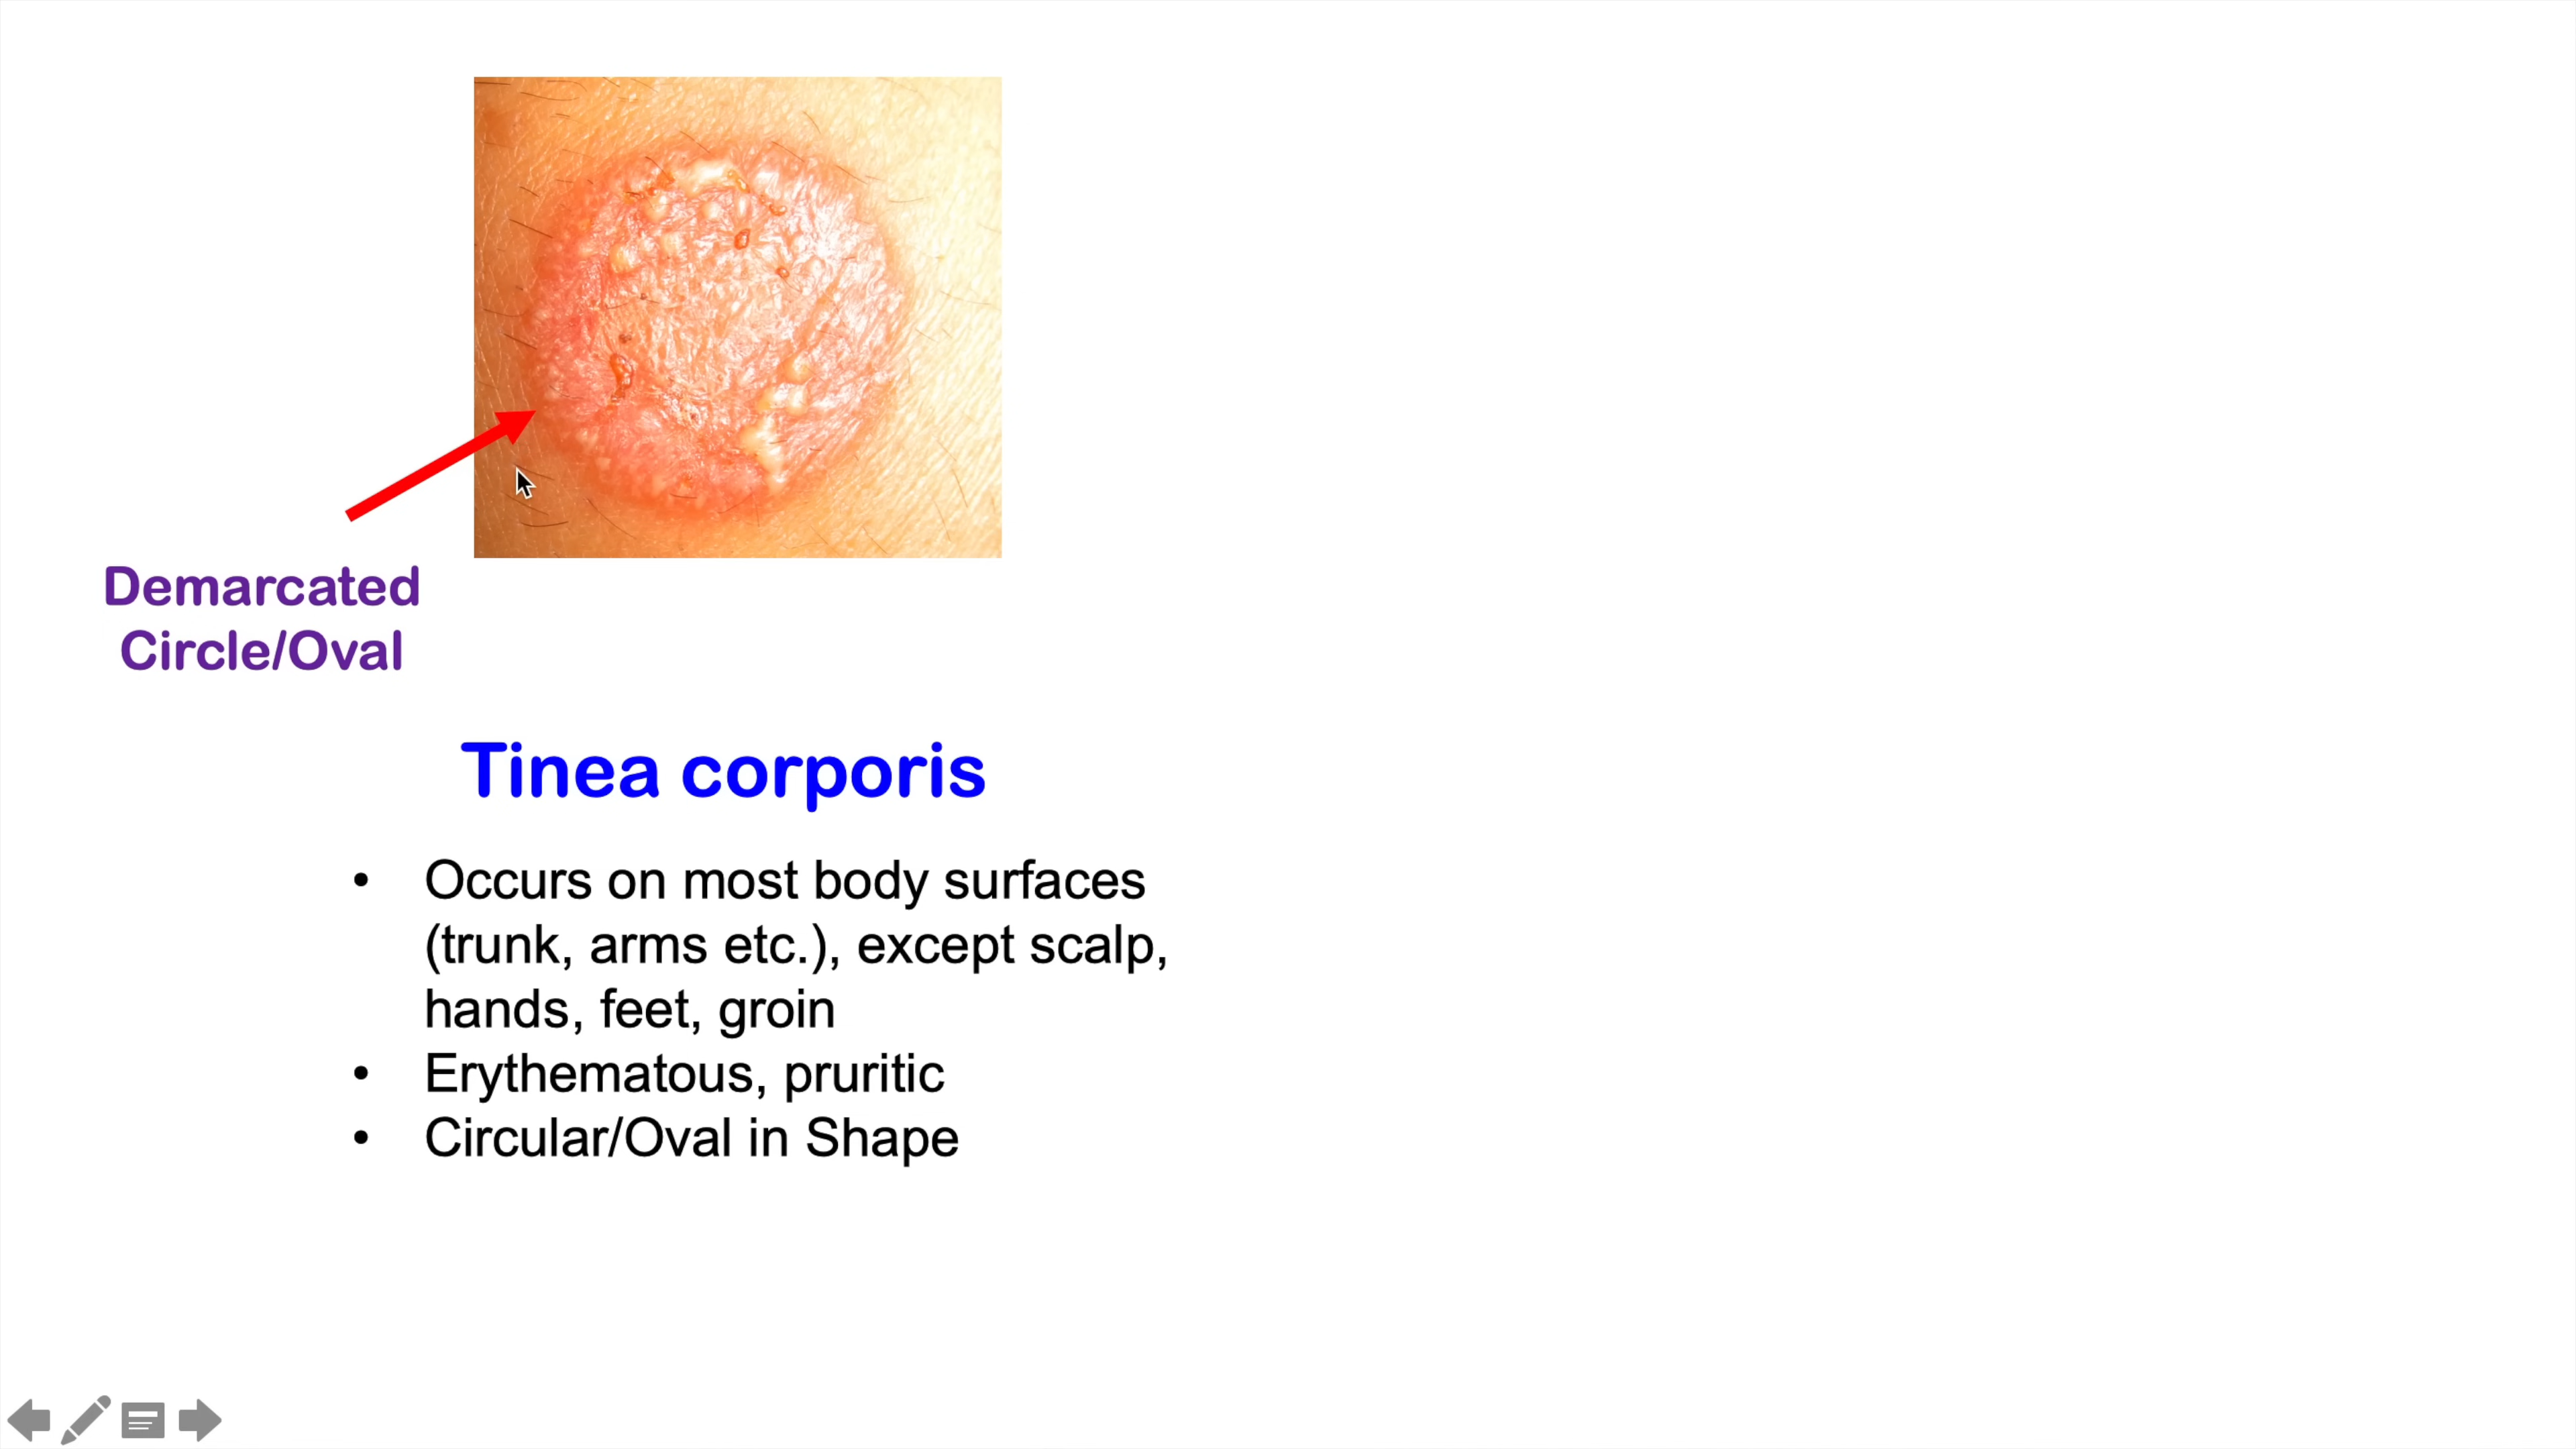 Demarcated
Circle/Oval
Tinea corporis
• Occurs on most body surfaces
(trunk, arms etc.), except scalp,
hands, feet, groin
• Erythematous, pruritic
• Circular/Oval in Shape